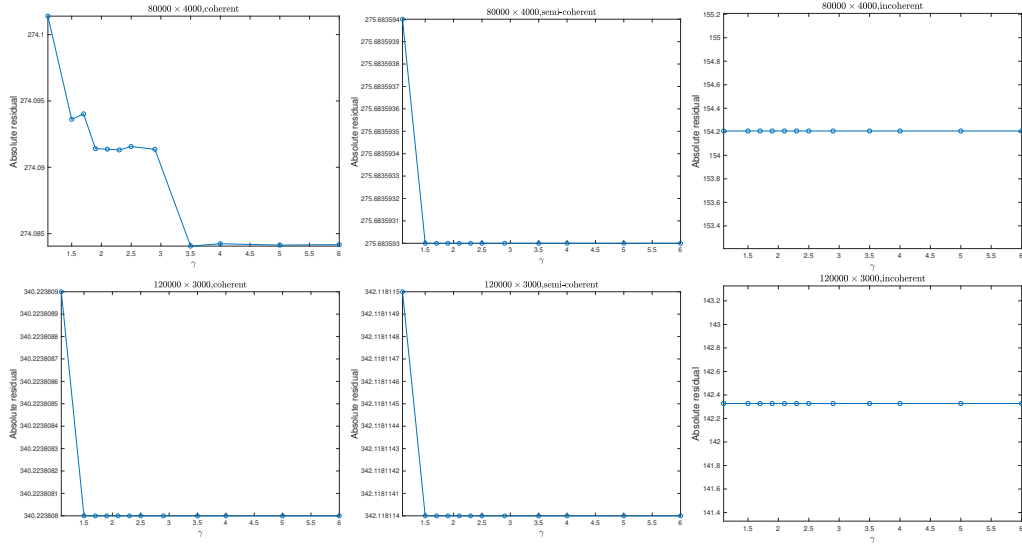 80000 × 4000,coherent
Absolute residual
274.1
274.095
274.09
274.085
1.5 2 2.5 3 3.5 4 4.5 5 5.5 6
γ
80000 × 4000,semi-coherent
Absolute residual
275.683594
275.6835939
275.6835938
275.6835937
275.6835936
275.6835935
275.6835934
275.6835933
275.6835932
275.6835931
275.683593
1.5 2 2.5 3 3.5 4 4.5 5 5.5 6
γ
80000 × 4000,incoherent
Absolute residual
155.2
155
154.8
154.6
154.4
154.2
154
153.8
153.6
153.4
1.5 2 2.5 3 3.5 4 4.5 5 5.5 6
γ
120000 × 3000,coherent
Absolute residual
340.223809
340.2238089
340.2238088
340.2238087
340.2238086
340.2238085
340.2238084
340.2238083
340.2238082
340.2238081
340.223808
1.5 2 2.5 3 3.5 4 4.5 5 5.5 6
γ
120000 × 3000,semi-coherent
Absolute residual
342.118115
342.1181149
342.1181148
342.1181147
342.1181146
342.1181145
342.1181144
342.1181143
342.1181142
342.1181141
342.118114
1.5 2 2.5 3 3.5 4 4.5 5 5.5 6
γ
120000 × 3000,incoherent
Absolute residual
143.2
143
142.8
142.6
142.4
142.2
142
141.8
141.6
141.4
1.5 2 2.5 3 3.5 4 4.5 5 5.5 6
γ